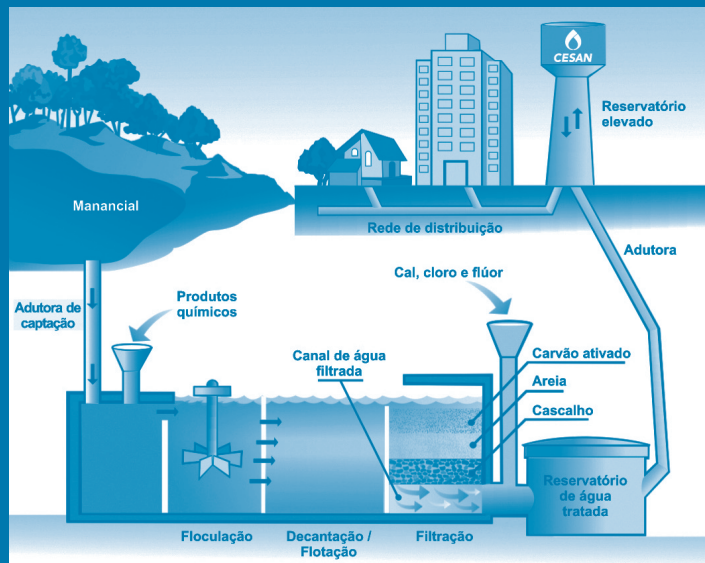 CESAN
Reservatório
elevado
Manancial
Rede de distribuição
Adutora
Cal, cloro e flúor
Produtos
químicos
Adutora de
captação
Canal de água
filtrada
Carvão ativado
Areia
Cascalho
Reservatório
de água
tratada
Floculação
Decantação /
Flotação
Filtração